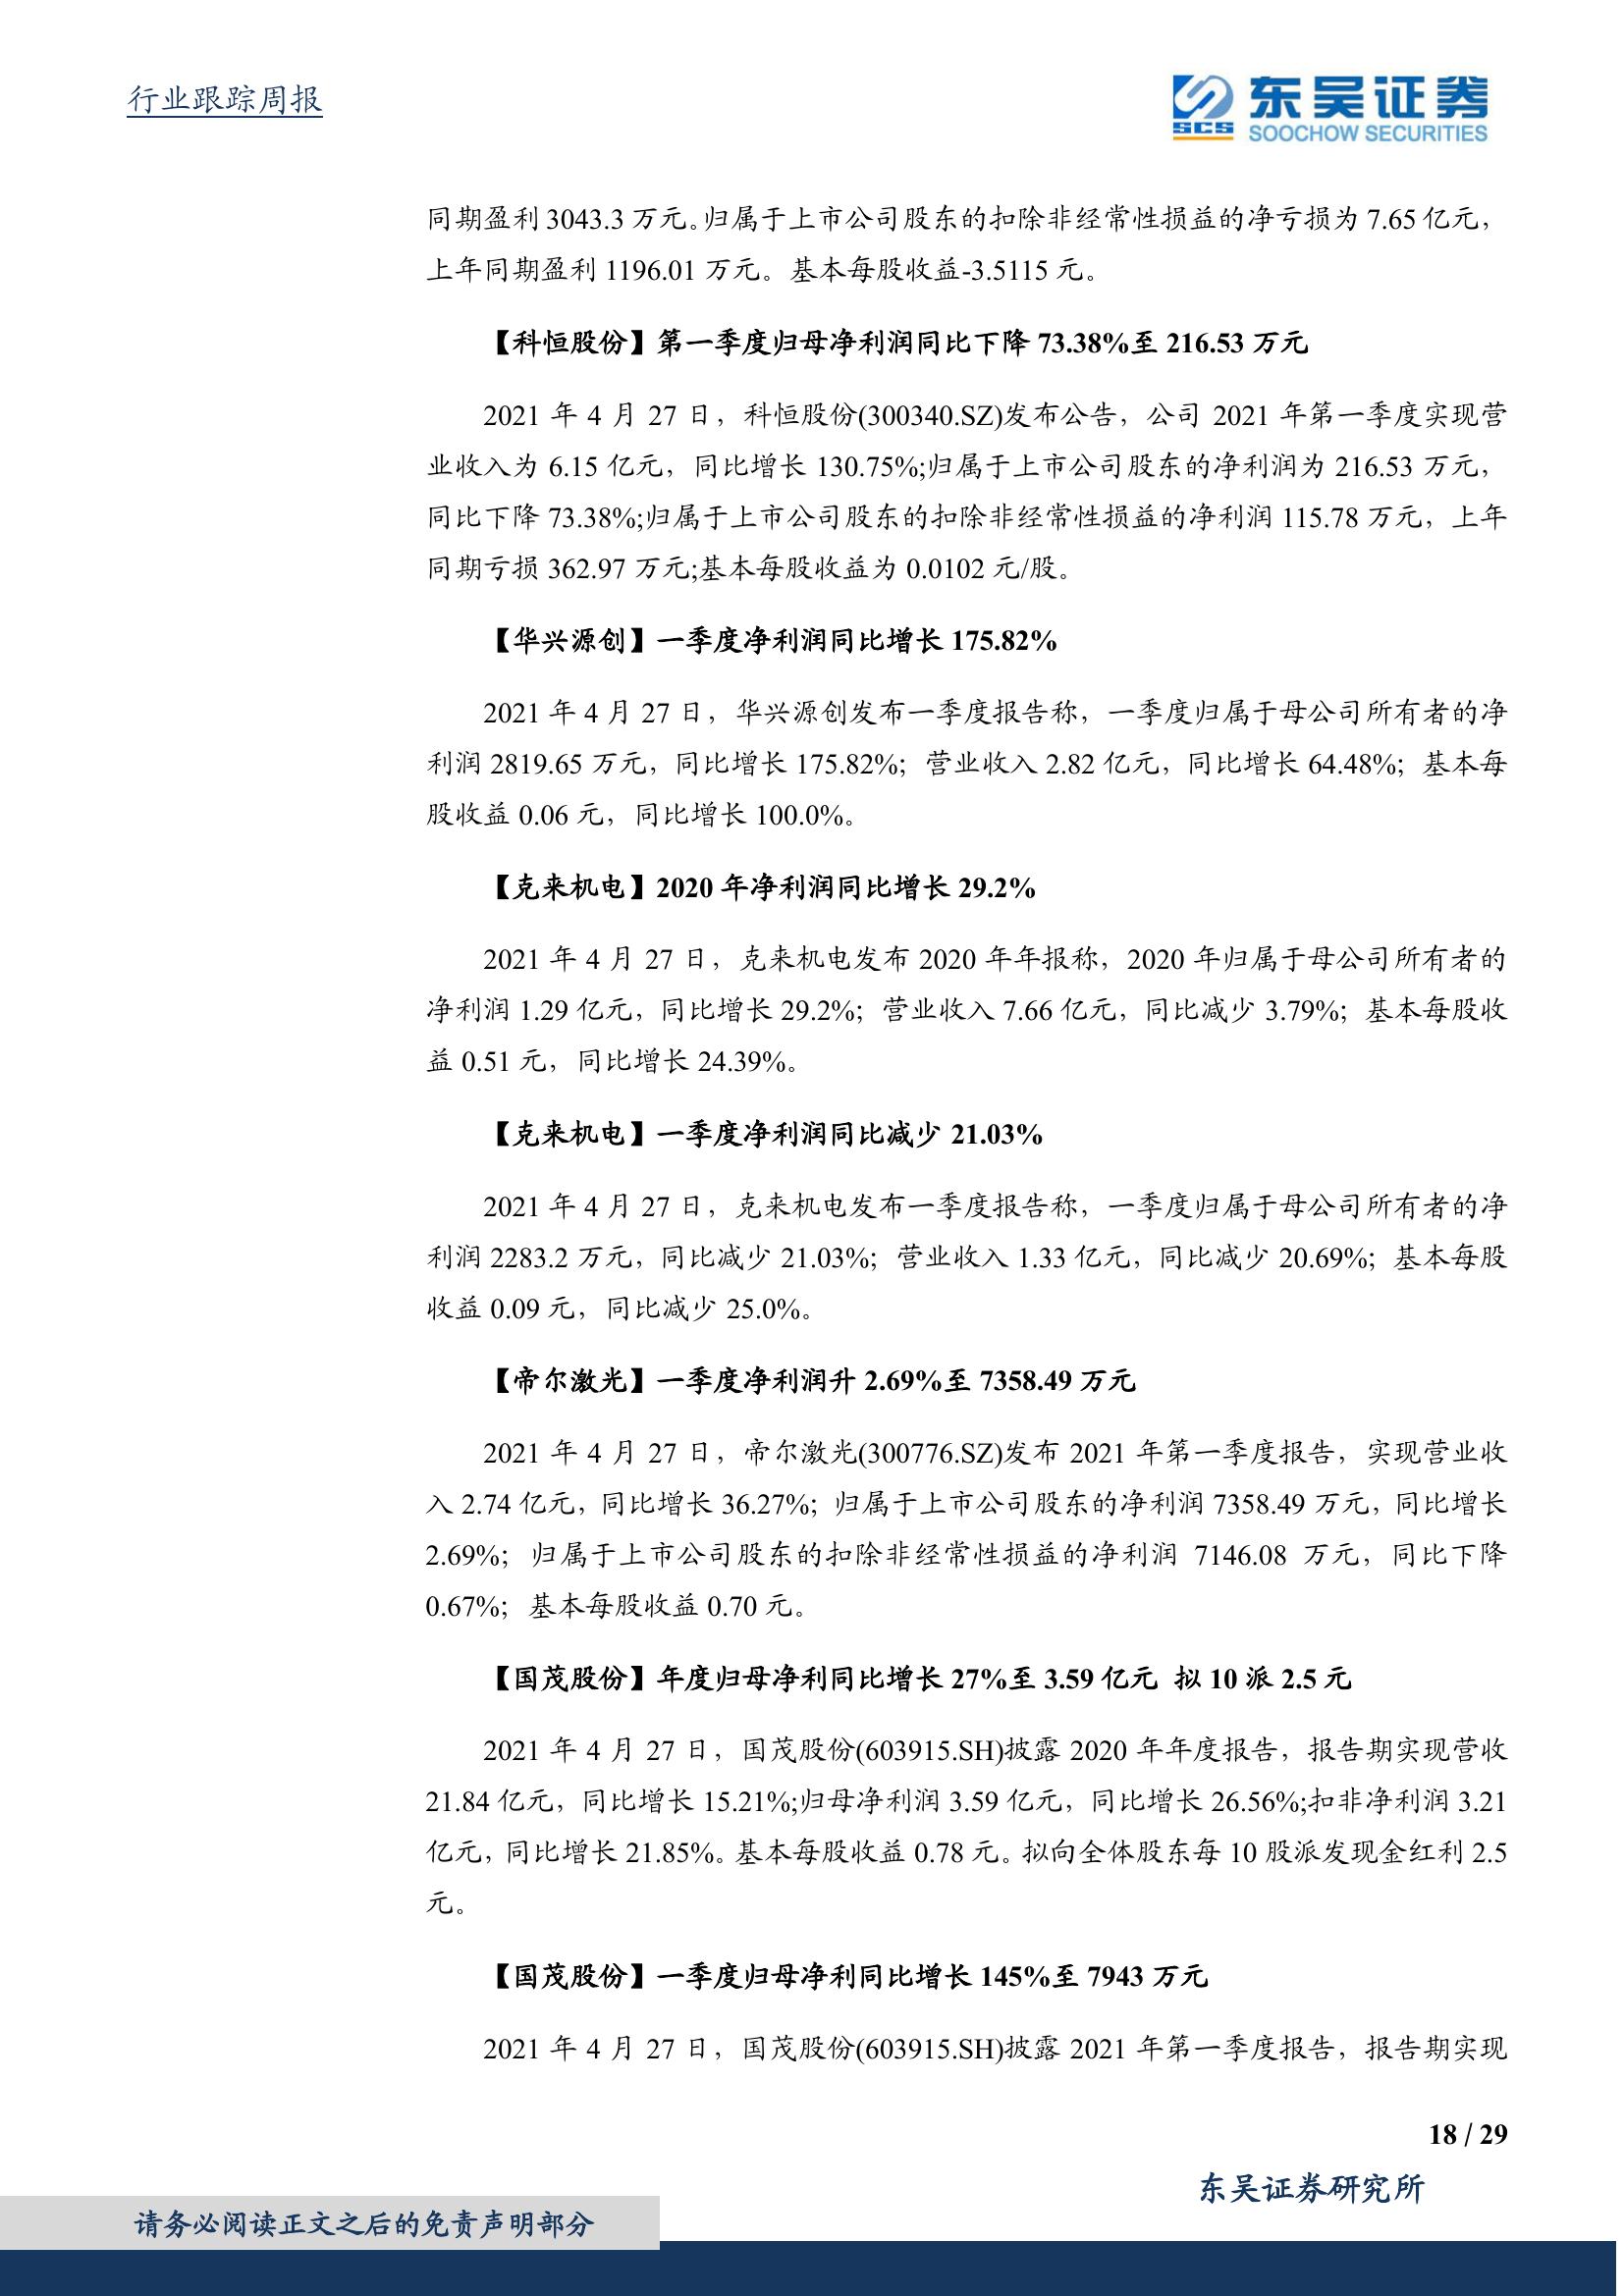 行业跟踪周报
SCS 东吴证券
SOOCHOW SECURITIES
同期盈利 3043.3 万元。归属于上市公司股东的扣除非经常性损益的净亏损为 7.65 亿元，
上年同期盈利 1196.01 万元。基本每股收益-3.5115 元。
【科恒股份】第一季度归母净利润同比下降 73.38%至 216.53 万元
2021 年 4 月 27 日，科恒股份(300340.SZ)发布公告，公司 2021 年第一季度实现营
业收入为 6.15 亿元，同比增长 130.75%;归属于上市公司股东的净利润为 216.53 万元，
同比下降 73.38%;归属于上市公司股东的扣除非经常性损益的净利润 115.78 万元，上年
同期亏损 362.97 万元;基本每股收益为 0.0102 元/股。
【华兴源创】一季度净利润同比增长 175.82%
2021 年 4 月 27 日，华兴源创发布一季度报告称，一季度归属于母公司所有者的净
利润 2819.65 万元，同比增长 175.82%；营业收入 2.82 亿元，同比增长 64.48%；基本每
股收益 0.06 元，同比增长 100.0%。
【克来机电】2020 年净利润同比增长 29.2%
2021 年 4 月 27 日，克来机电发布 2020 年年报称，2020 年归属于母公司所有者的
净利润 1.29 亿元，同比增长 29.2%；营业收入 7.66 亿元，同比减少 3.79%；基本每股收
益 0.51 元，同比增长 24.39%。
【克来机电】一季度净利润同比减少 21.03%
2021 年 4 月 27 日，克来机电发布一季度报告称，一季度归属于母公司所有者的净
利润 2283.2 万元，同比减少 21.03%；营业收入 1.33 亿元，同比减少 20.69%；基本每股
收益 0.09 元，同比减少 25.0%。
【帝尔激光】一季度净利润升 2.69%至 7358.49 万元
2021 年 4 月 27 日，帝尔激光(300776.SZ)发布 2021 年第一季度报告，实现营业收
入 2.74 亿元，同比增长 36.27%；归属于上市公司股东的净利润 7358.49 万元，同比增长
2.69%；归属于上市公司股东的扣除非经常性损益的净利润 7146.08 万元，同比下降
0.67%；基本每股收益 0.70 元。
【国茂股份】年度归母净利同比增长 27%至 3.59 亿元 拟 10 派 2.5 元
2021 年 4 月 27 日，国茂股份(603915.SH)披露 2020 年年度报告，报告期实现营收
21.84 亿元，同比增长 15.21%;归母净利润 3.59 亿元，同比增长 26.56%;扣非净利润 3.21
亿元，同比增长 21.85%。基本每股收益 0.78 元。拟向全体股东每 10 股派发现金红利 2.5
元。
【国茂股份】一季度归母净利同比增长 145%至 7943 万元
2021 年 4 月 27 日，国茂股份(603915.SH)披露 2021 年第一季度报告，报告期实现
18 / 29
东吴证券研究所
请务必阅读正文之后的免责声明部分